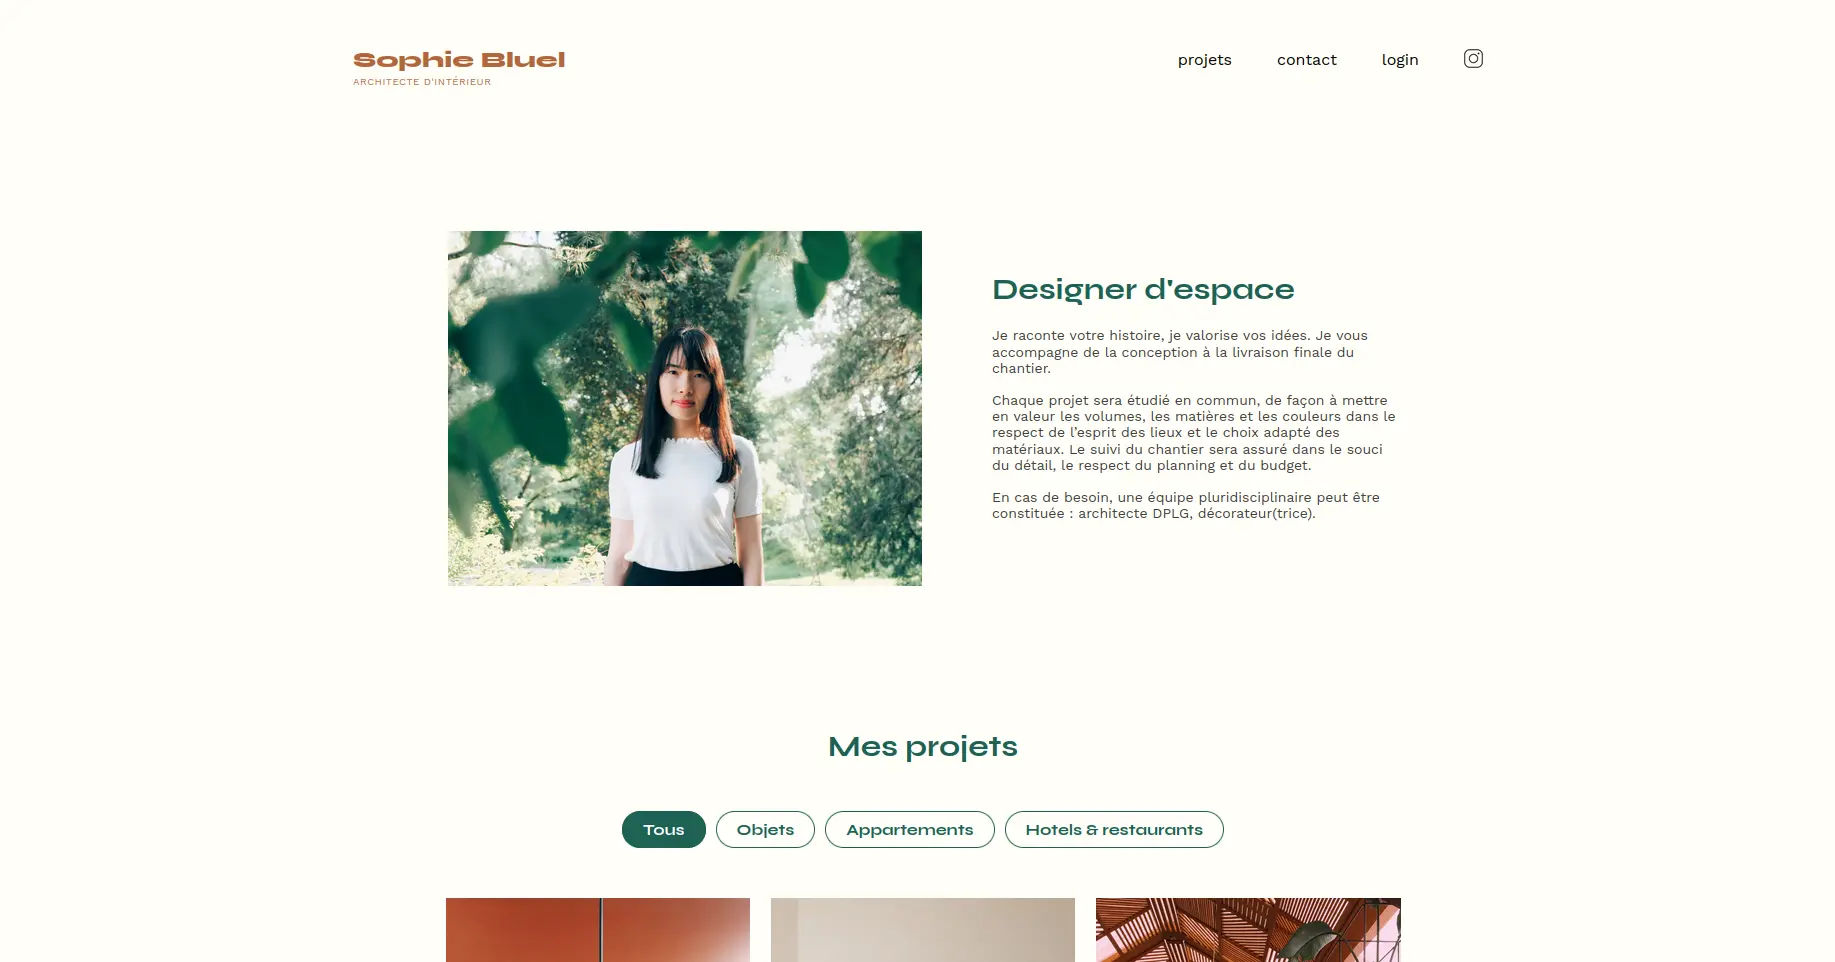 Sophie Bluel
ARCHITECTE D'INTÉRIEUR
projets
contact
login
Designer d'espace
Je raconte votre histoire, je valorise vos idées. Je vous
accompagne de la conception à la livraison finale du
chantier.
Chaque projet sera étudié en commun, de façon à mettre
en valeur les volumes, les matières et les couleurs dans le
respect de l’esprit des lieux et le choix adapté des
matériaux. Le suivi du chantier sera assuré dans le souci
du détail, le respect du planning et du budget.
En cas de besoin, une équipe pluridisciplinaire peut être
constituée : architecte DPLG, décorateur(trice).
Mes projets
Tous
Objets
Appartements
Hotels & restaurants